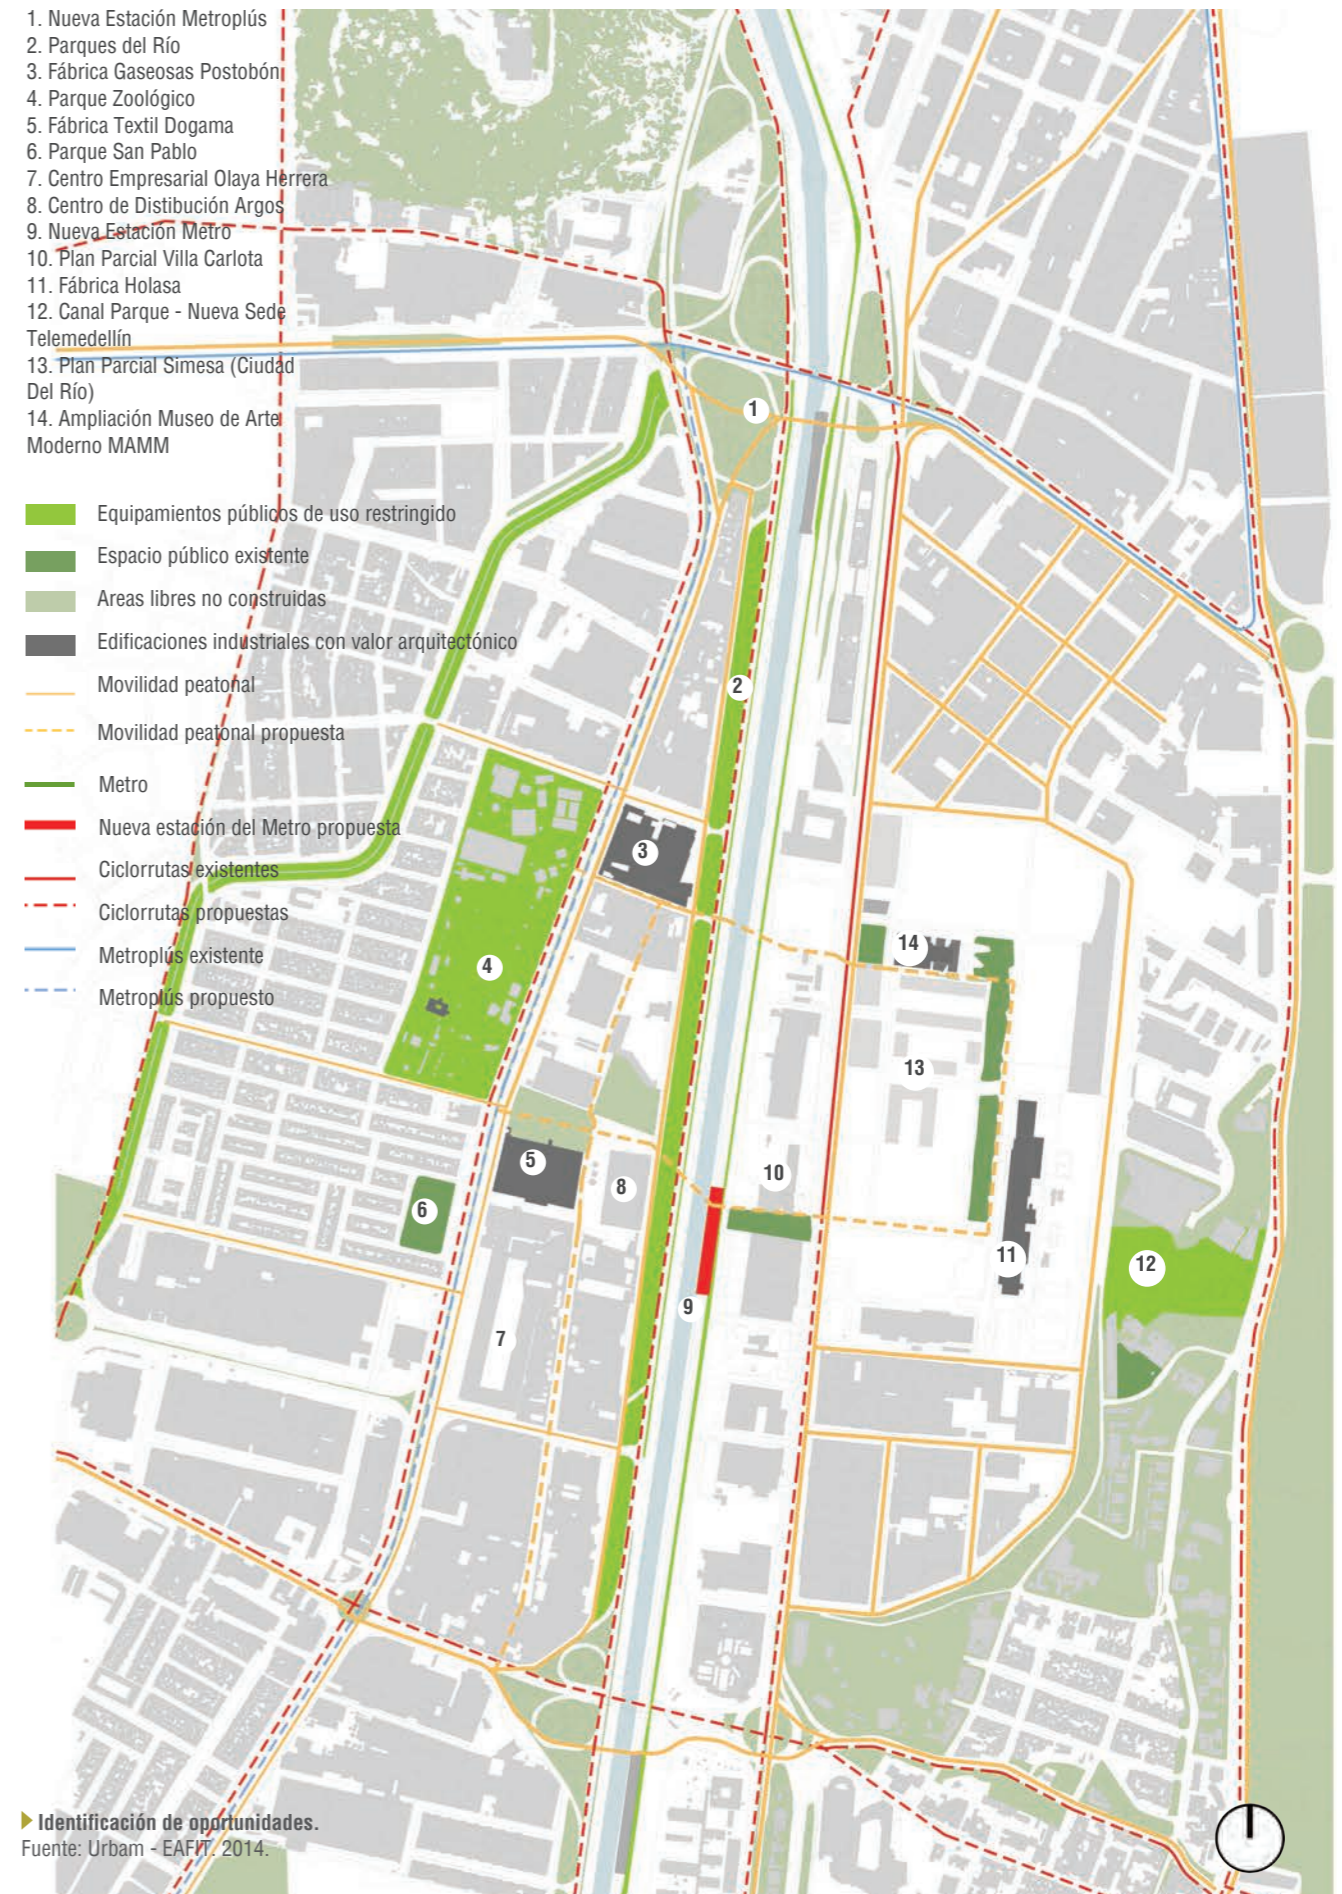 1. Nueva Estación Metroplús
2. Parques del Río
3. Fábrica Gaseosas Postobón
4. Parque Zoológico
5. Fábrica Textil Dogama
6. Parque San Pablo
7. Centro Empresarial Olaya Herrera
8. Centro de Distibución Argos
9. Nueva Estación Metro
10. Plan Parcial Villa Carlota
11. Fábrica Holasa
12. Canal Parque - Nueva Sede
Telemedellín
13. Plan Parcial Simesa (Ciudad
Del Río)
14. Ampliación Museo de Arte
Moderno MAMM
Equipamientos públicos de uso restringido
Espacio público existente
Areas libres no construidas
Edificaciones industriales con valor arquitectónico
Movilidad peatonal
Movilidad peatonal propuesta
Metro
Nueva estación del Metro propuesta
Ciclorrutas existentes
Ciclorrutas propuestas
Metroplús existente
Metroplús propuesto
1
2
3
14
4
13
5
10
8
6
11
12
9
7
Identificación de oportunidades.
Fuente: Urbam - EAFIT. 2014.